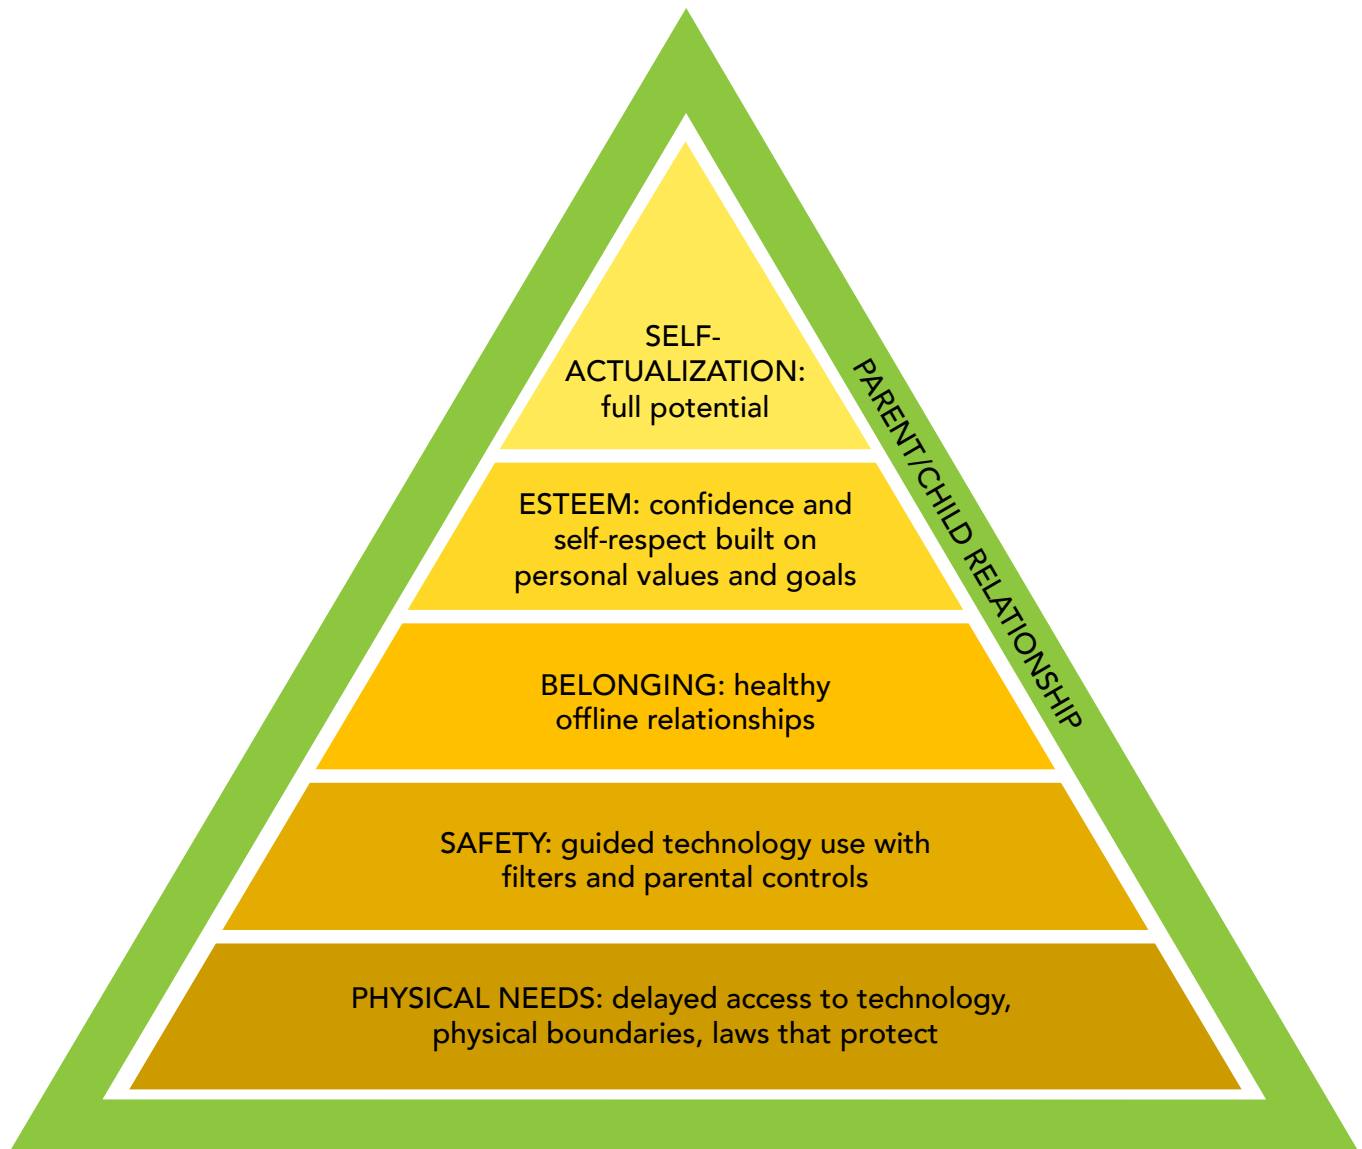 SELF-
ACTUALIZATION:
full potential
PARENT/CHILD RELATIONSHIP
ESTEEM: confidence and
self-respect built on
personal values and goals
BELONGING: healthy
offline relationships
SAFETY: guided technology use with
filters and parental controls
PHYSICAL NEEDS: delayed access to technology,
physical boundaries, laws that protect